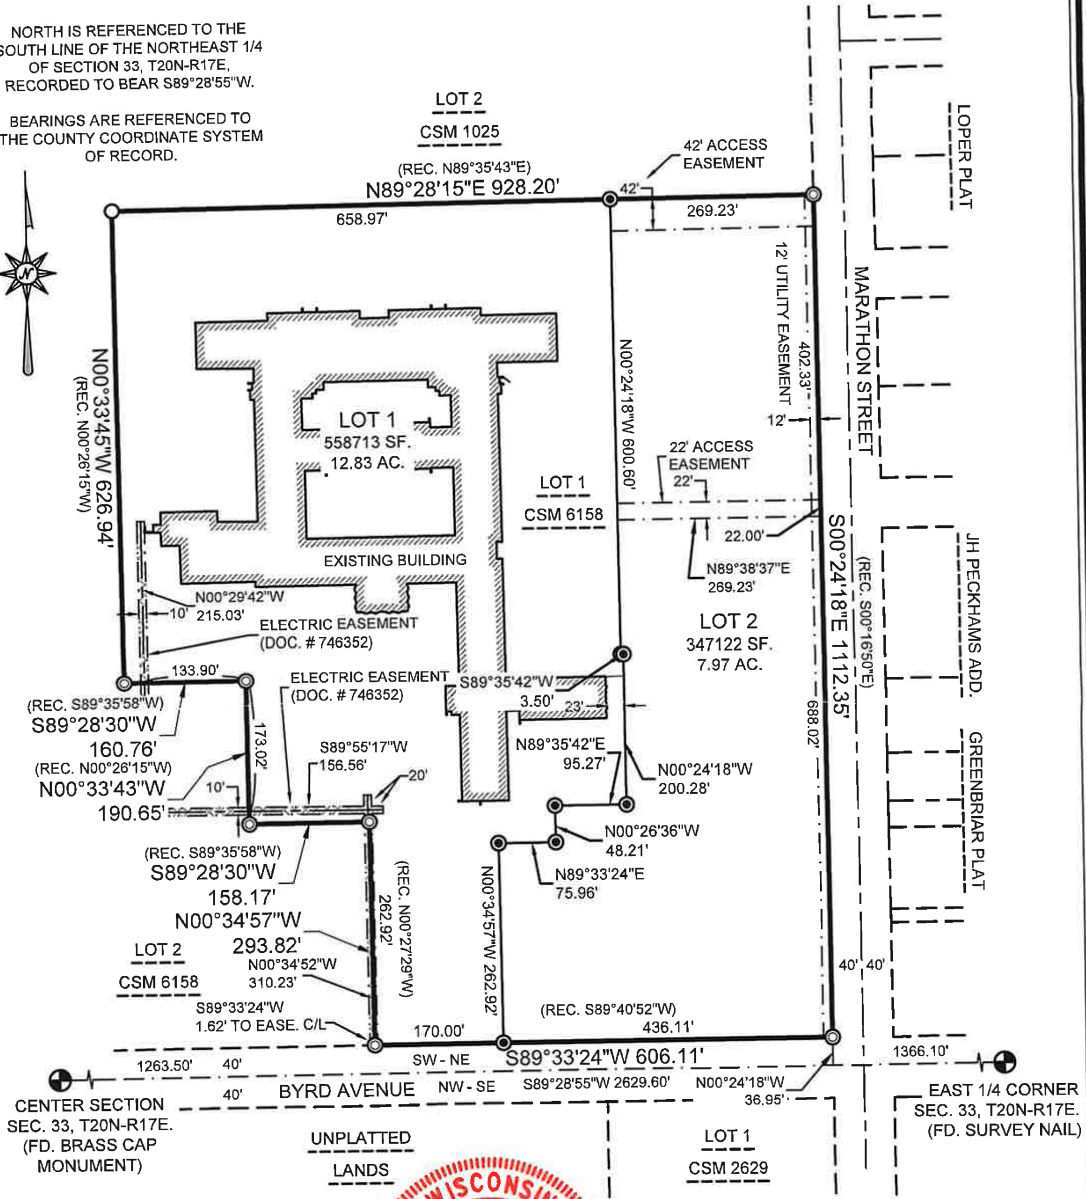 NORTH IS REFERENCED TO THE
SOUTH LINE OF THE NORTHEAST 1/4
OF SECTION 33, T20N-R17E,
RECORDED TO BEAR S89°28'55"W.
BEARINGS ARE REFERENCED TO
THE COUNTY COORDINATE SYSTEM
OF RECORD.
N
LOT 2
CSM 1025
(REC. N89°35'43"E)
N89°28'15"E 928.20'
658.97'
42' ACCESS
EASEMENT
42'
269.23'
LOPER PLAT
12' UTILITY EASEMENT
402.33'
MARATHON STREET
12'
N00°33'45"W 626.94'
(REC. N00°26'15"W)
N00°24'18"W 600.60'
LOT 1
558713 SF.
12.83 AC.
22' ACCESS
EASEMENT
22'
LOT 1
CSM 6158
22.00'
N89°38'37"E
269.23'
EXISTING BUILDING
S00°24'18"E 1112.35'
(REC. S00°16'50"E)
JH PECKHAMS ADD.
N00°29'42"W
215.03'
10'
ELECTRIC EASEMENT
(DOC. # 746352)
LOT 2
347122 SF.
7.97 AC.
133.90'
ELECTRIC EASEMENT
(DOC. # 746352)
S89°35'42"W
3.50'
23'
(REC. S89°35'58"W)
S89°28'30"W
160.76'
(REC. N00°26'15"W)
N00°33'43"W
190.65'
173.02'
S89°55'17"W
156.56'
10'
20'
N89°35'42"E
95.27'
N00°24'18"W
200.28'
688.02'
GREENBRIAR PLAT
N00°26'36"W
48.21'
N89°33'24"E
75.96'
(REC. S89°35'58"W)
S89°28'30"W
158.17'
N00°34'57"W
293.82'
(REC. N00°27'29"W)
262.92'
N00°34'57"W 262.92'
LOT 2
CSM 6158
N00°34'52"W
310.23'
S89°33'24"W
1.62' TO EASE. C/L
40' 40'
170.00'
(REC. S89°40'52"W)
436.11'
1263.50'
40'
SW - NE
S89°33'24"W 606.11'
1366.10'
40'
BYRD AVENUE
NW - SE
S89°28'55"W 2629.60'
N00°24'18"W
36.95'
CENTER SECTION
SEC. 33, T20N-R17E.
(FD. BRASS CAP
MONUMENT)
EAST 1/4 CORNER
SEC. 33, T20N-R17E.
(FD. SURVEY NAIL)
UNPLATTED
LANDS
LOT 1
CSM 2629
WISCONSIN